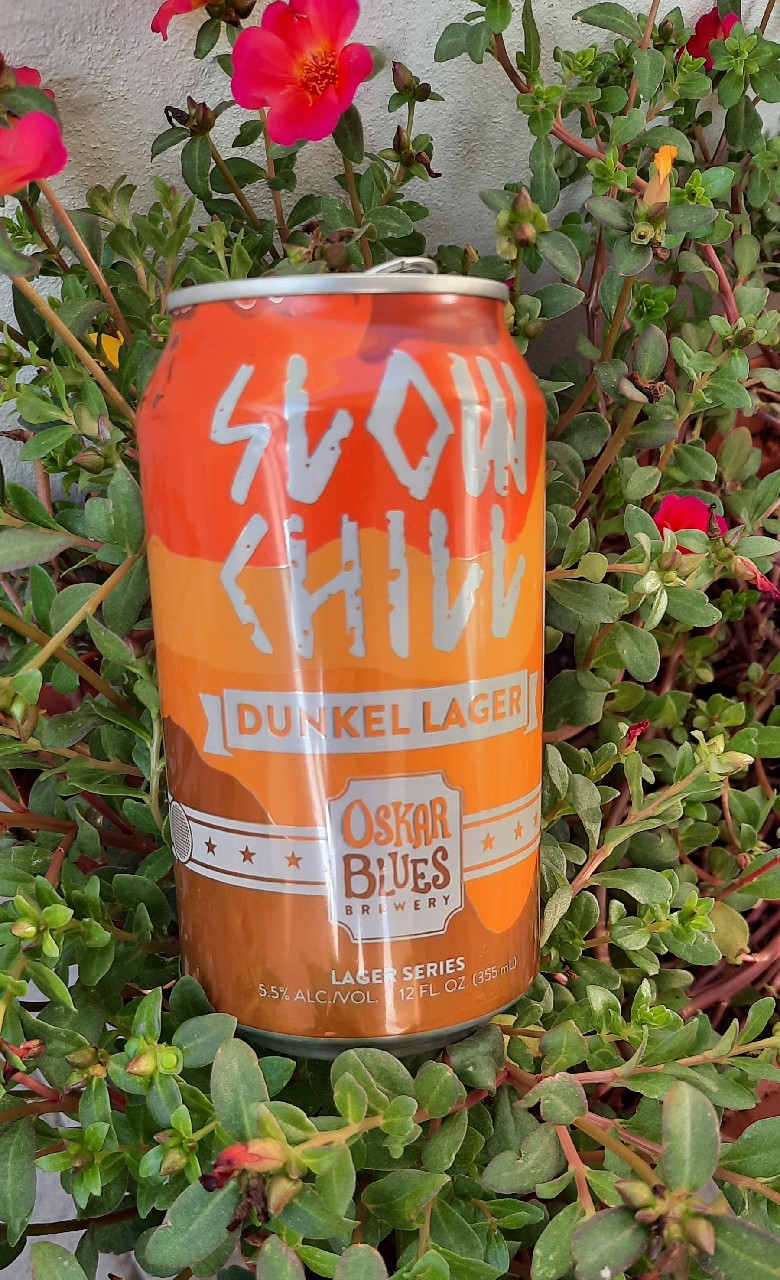 SLOW
CHILL
DUNKEL LAGER
OSKAR
BLUES
BREWERY
LAGER SERIES
5.5% ALC./VOL. 12 FL. OZ. (355 mL)